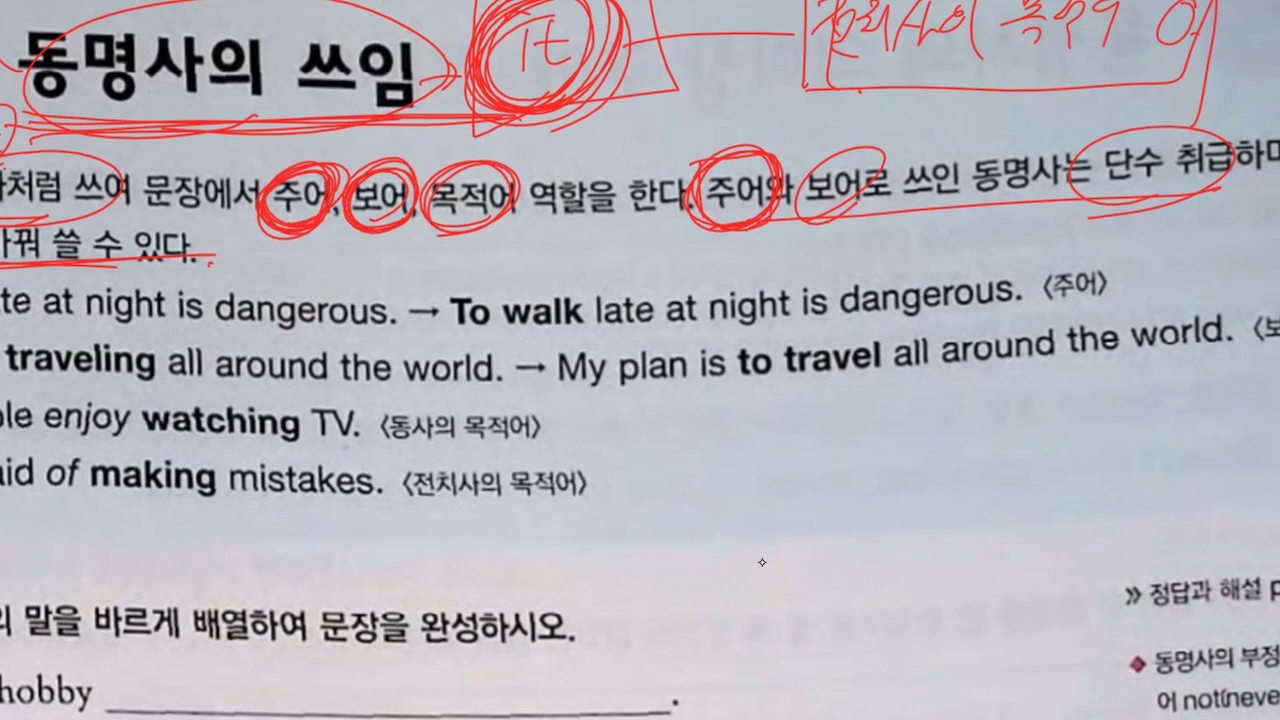 동명사의 쓰임
It
처럼 쓰여 문장에서 주어, 보어, 목적어 역할을 한다. 주어와 보어로 쓰인 동명사는 단수 취급하며
바꿔 쓸 수 있다.
te at night is dangerous. → To walk late at night is dangerous. 〈주어〉
traveling all around the world. → My plan is to travel all around the world. 〈보
ple enjoy watching TV. 〈동사의 목적어〉
aid of making mistakes. 〈전치사의 목적어〉
의 말을 바르게 배열하여 문장을 완성하시오.
» 정답과 해설 p
hobby ____________.
◆ 동명사의 부정
어 not(neve